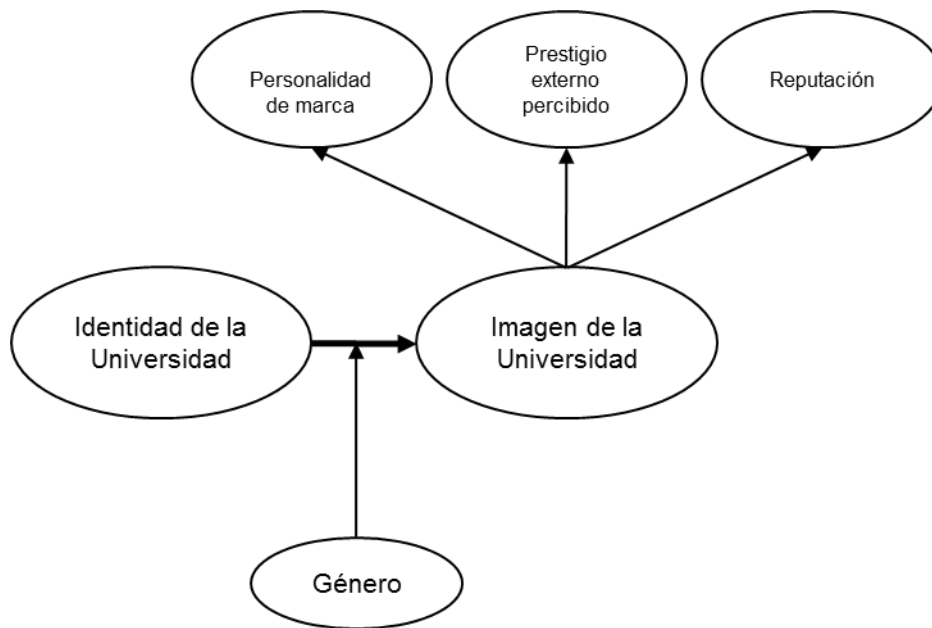 Personalidad
de marca
Prestigio
externo
percibido
Reputación
Identidad de la
Universidad
Imagen de la
Universidad
Género